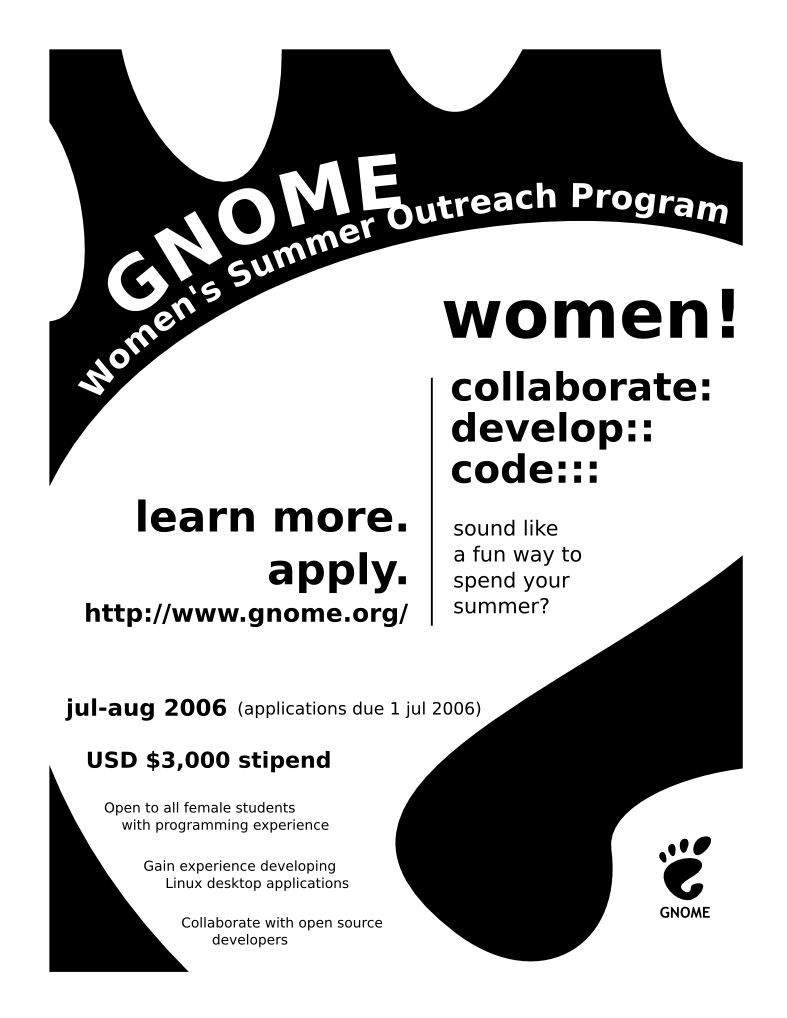 GNOME
Women's Summer Outreach Program
women!
collaborate:
develop::
code:::
sound like
a fun way to
spend your
summer?
learn more.
apply.
http://www.gnome.org/
jul-aug 2006 (applications due 1 jul 2006)
USD $3,000 stipend
Open to all female students
with programming experience
Gain experience developing
Linux desktop applications
Collaborate with open source
developers
GNOME